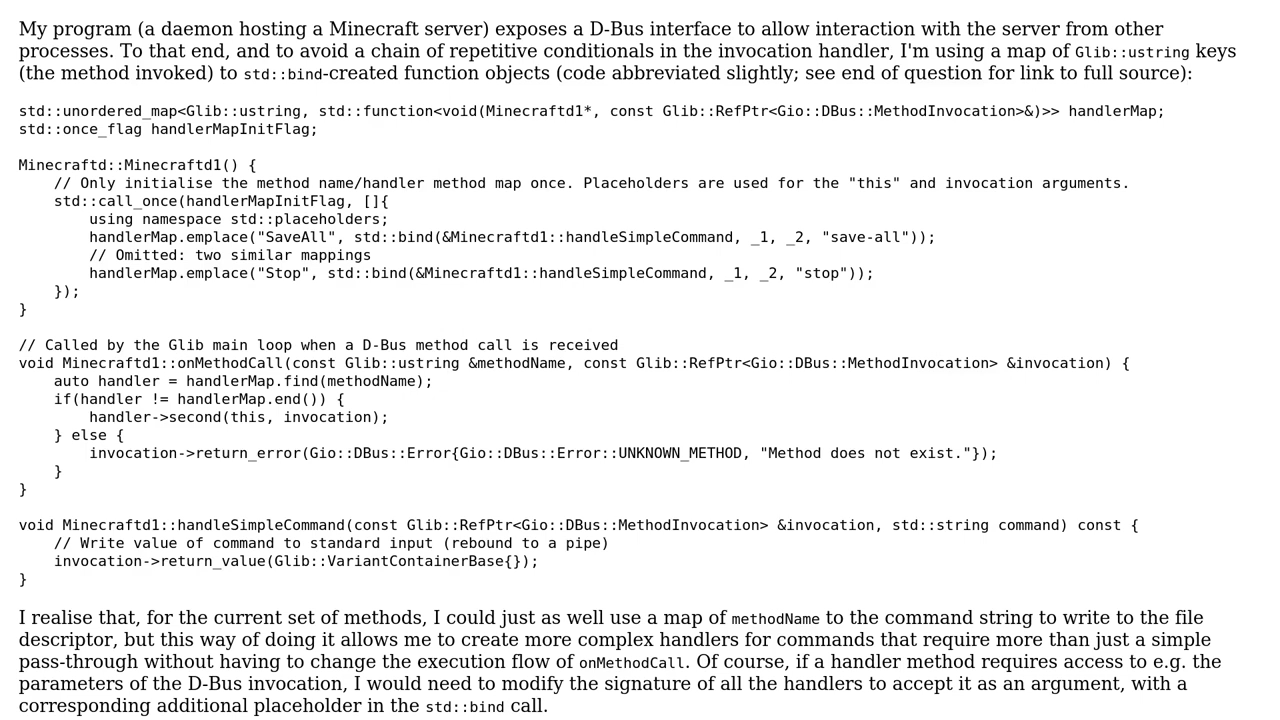 My program (a daemon hosting a Minecraft server) exposes a D-Bus interface to allow interaction with the server from other
processes. To that end, and to avoid a chain of repetitive conditionals in the invocation handler, I'm using a map of Glib::ustring keys
(the method invoked) to std::bind-created function objects (code abbreviated slightly; see end of question for link to full source):
std::unordered_map<Glib::ustring, std::function<void(Minecraftd1*, const Glib::RefPtr<Gio::DBus::MethodInvocation>&)>> handlerMap;
std::once_flag handlerMapInitFlag;
Minecraftd::Minecraftd1() {
    // Only initialise the method name/handler method map once. Placeholders are used for the "this" and invocation arguments.
    std::call_once(handlerMapInitFlag, []{
        using namespace std::placeholders;
        handlerMap.emplace("SaveAll", std::bind(&Minecraftd1::handleSimpleCommand, _1, _2, "save-all"));
        // Omitted: two similar mappings
        handlerMap.emplace("Stop", std::bind(&Minecraftd1::handleSimpleCommand, _1, _2, "stop"));
    });
}
// Called by the Glib main loop when a D-Bus method call is received
void Minecraftd1::onMethodCall(const Glib::ustring &methodName, const Glib::RefPtr<Gio::DBus::MethodInvocation> &invocation) {
    auto handler = handlerMap.find(methodName);
    if(handler != handlerMap.end()) {
        handler->second(this, invocation);
    } else {
        invocation->return_error(Gio::DBus::Error{Gio::DBus::Error::UNKNOWN_METHOD, "Method does not exist."});
    }
}
void Minecraftd1::handleSimpleCommand(const Glib::RefPtr<Gio::DBus::MethodInvocation> &invocation, std::string command) const {
    // Write value of command to standard input (rebound to a pipe)
    invocation->return_value(Glib::VariantContainerBase{});
}
I realise that, for the current set of methods, I could just as well use a map of methodName to the command string to write to the file
descriptor, but this way of doing it allows me to create more complex handlers for commands that require more than just a simple
pass-through without having to change the execution flow of onMethodCall. Of course, if a handler method requires access to e.g. the
parameters of the D-Bus invocation, I would need to modify the signature of all the handlers to accept it as an argument, with a
corresponding additional placeholder in the std::bind call.